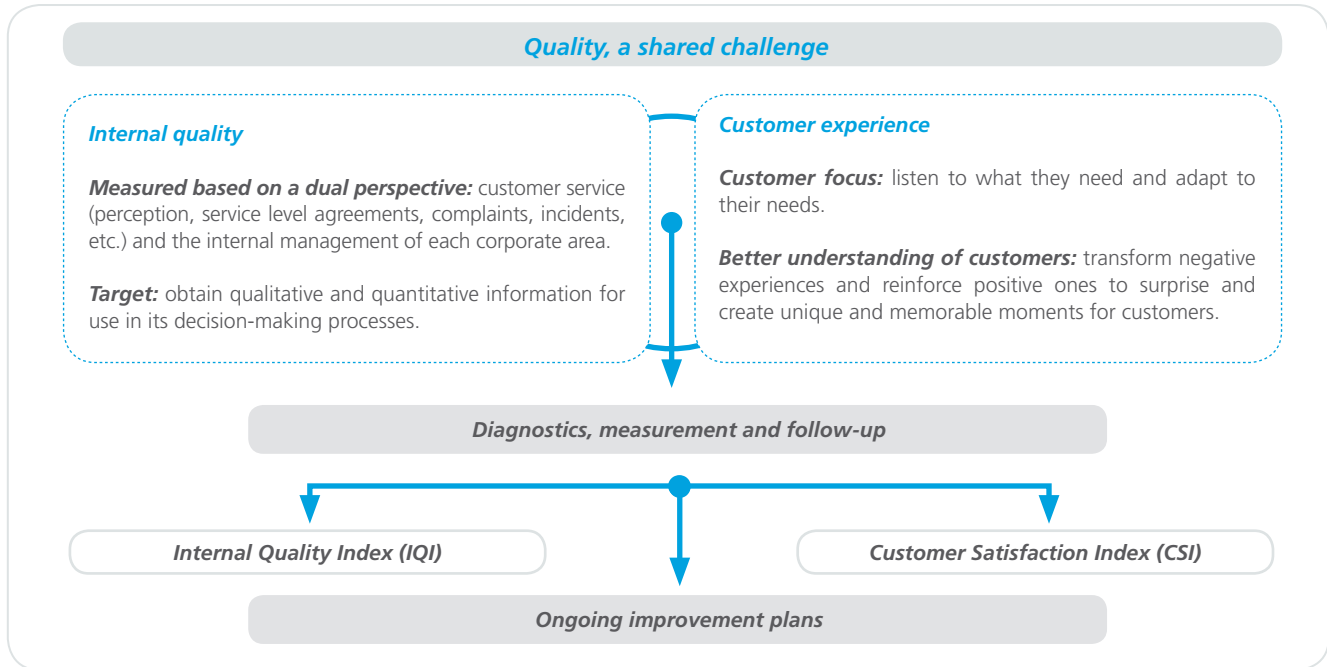 Quality, a shared challenge
Internal quality
Measured based on a dual perspective: customer service
(perception, service level agreements, complaints, incidents,
etc.) and the internal management of each corporate area.
Target: obtain qualitative and quantitative information for
use in its decision-making processes.
Customer experience
Customer focus: listen to what they need and adapt to
their needs.
Better understanding of customers: transform negative
experiences and reinforce positive ones to surprise and
create unique and memorable moments for customers.
Diagnostics, measurement and follow-up
Internal Quality Index (IQI)
Customer Satisfaction Index (CSI)
Ongoing improvement plans